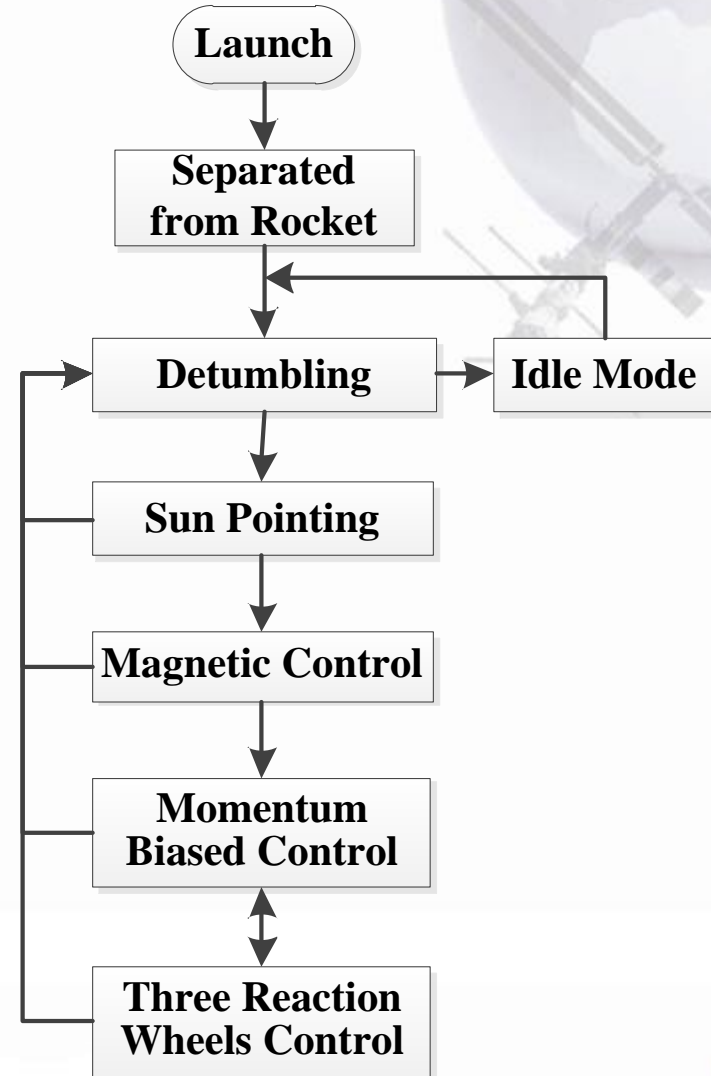 Launch
Separated
from Rocket
Detumbling
Idle Mode
Sun Pointing
Magnetic Control
Momentum
Biased Control
Three Reaction
Wheels Control